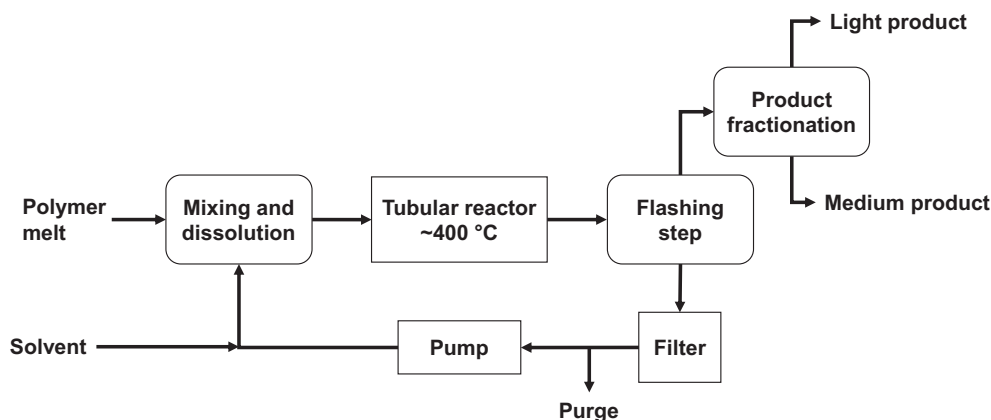 Light product
Product
fractionation
Polymer
melt
Mixing and
dissolution
Tubular reactor
~400 °C
Flashing
step
Medium product
Solvent
Pump
Filter
Purge